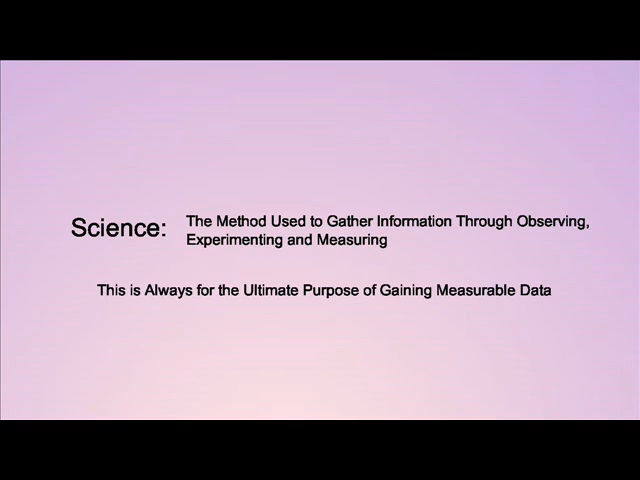 Science:
The Method Used to Gather Information Through Observing,
Experimenting and Measuring
This is Always for the Ultimate Purpose of Gaining Measurable Data